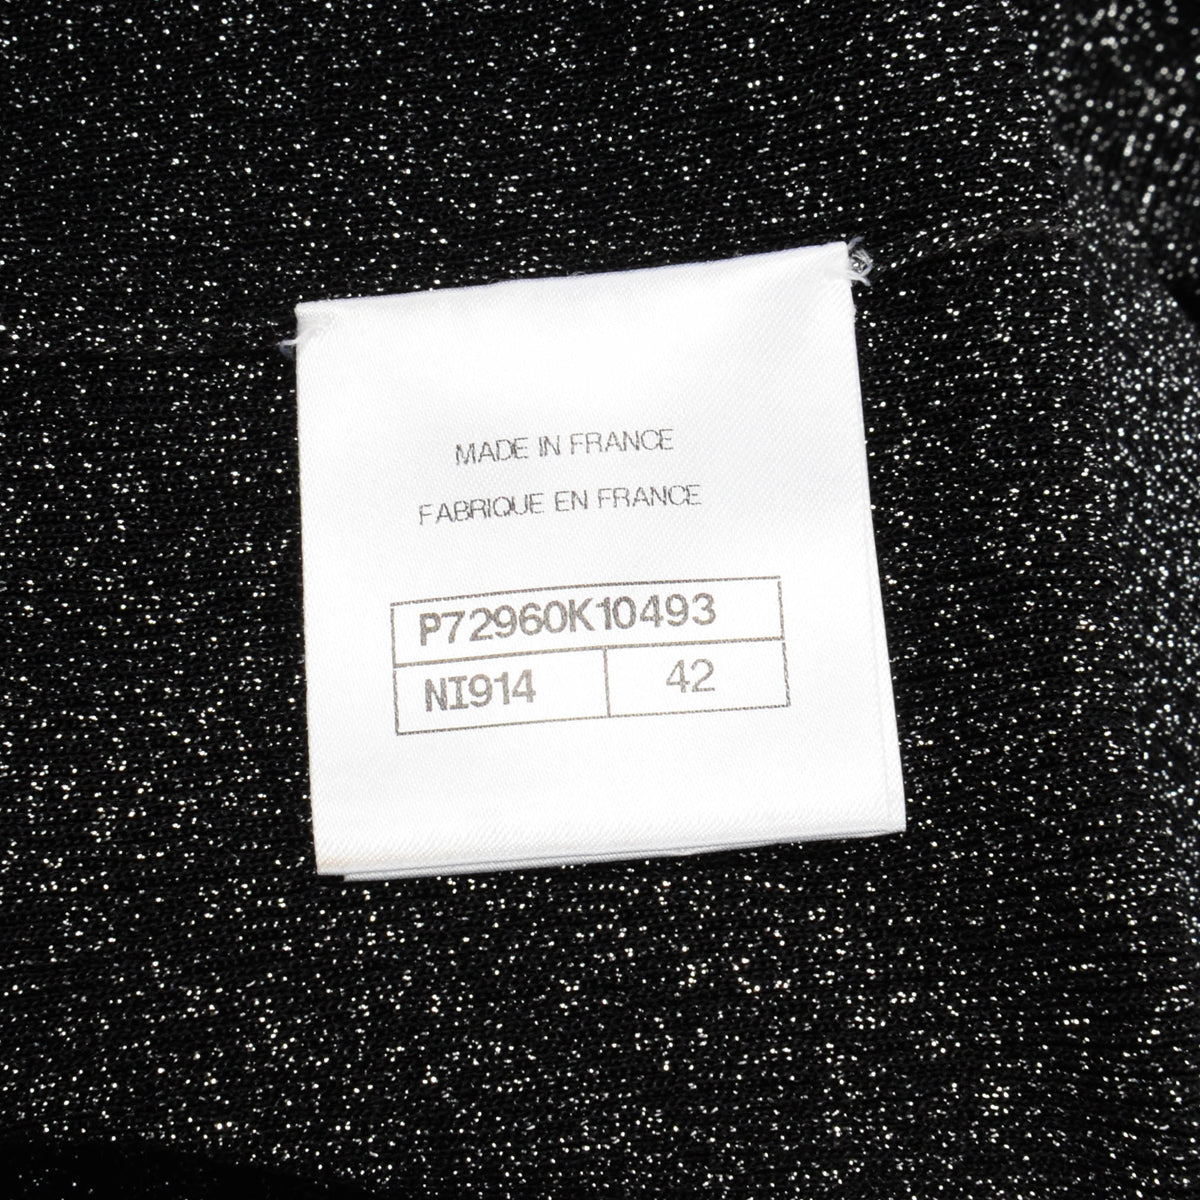 MADE IN FRANCE
FABRIQUE EN FRANCE
P72960K10493
NI914 42